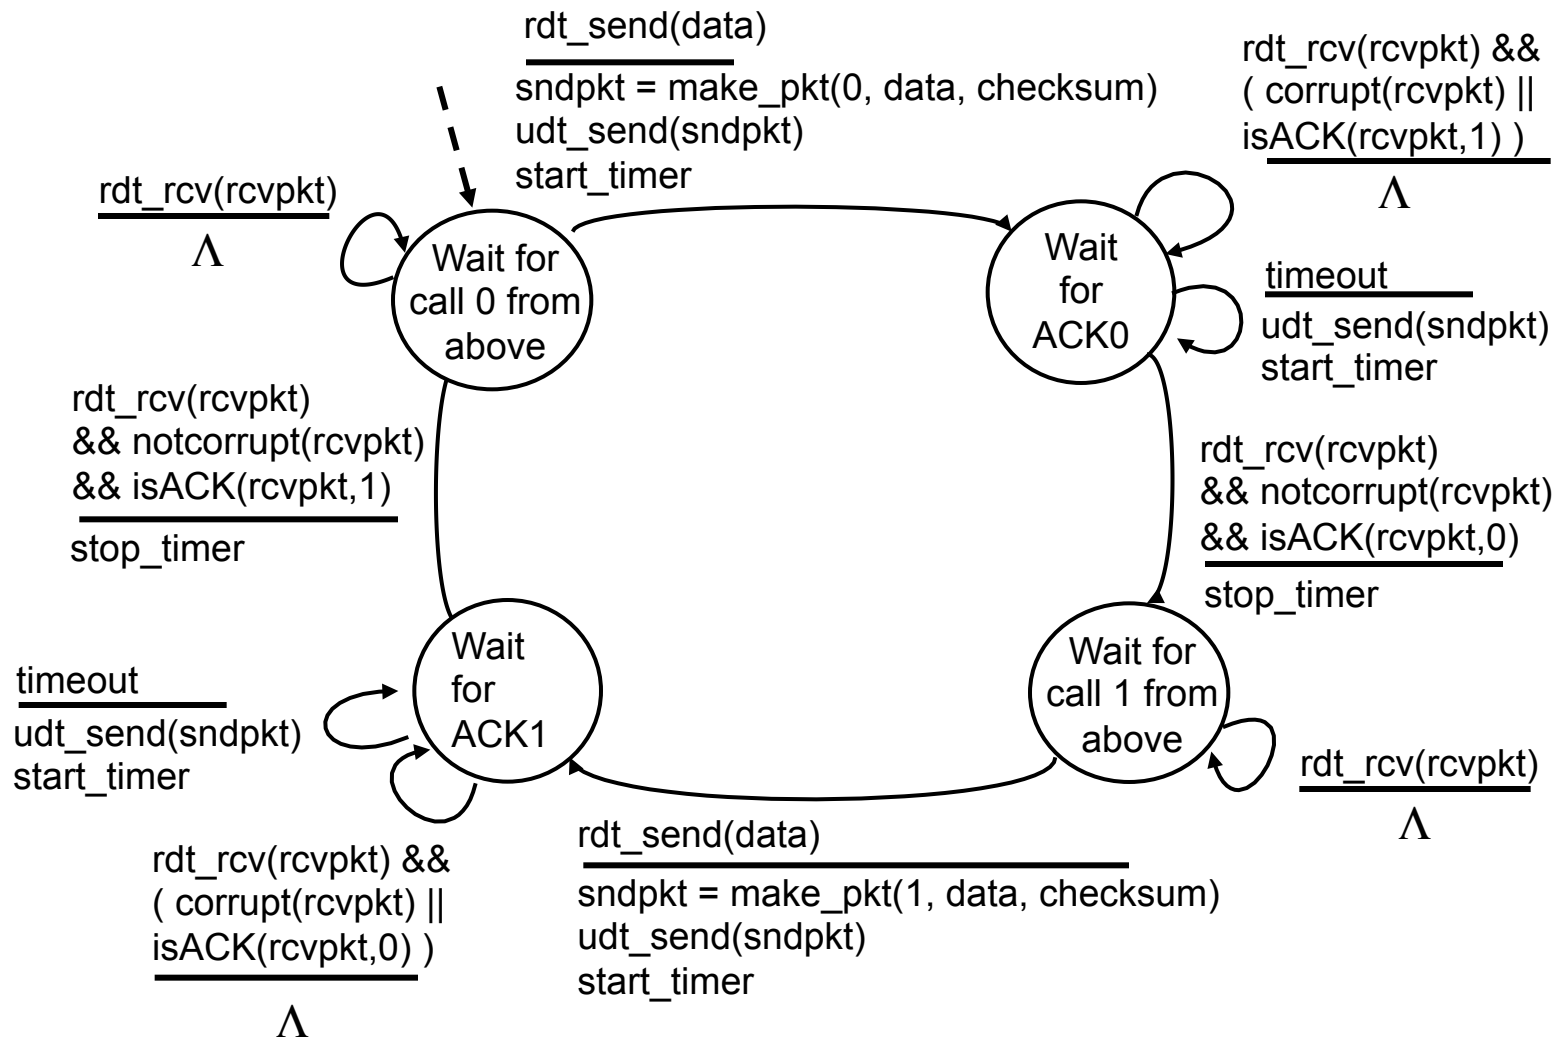 rdt_send(data)
sndpkt = make_pkt(0, data, checksum)
udt_send(sndpkt)
start_timer
rdt_rcv(rcvpkt) &&
( corrupt(rcvpkt) ||
isACK(rcvpkt,1) )
Λ
rdt_rcv(rcvpkt)
Λ
Wait for
call 0 from
above
Wait
for
ACK0
timeout
udt_send(sndpkt)
start_timer
rdt_rcv(rcvpkt)
&& notcorrupt(rcvpkt)
&& isACK(rcvpkt,1)
stop_timer
rdt_rcv(rcvpkt)
&& notcorrupt(rcvpkt)
&& isACK(rcvpkt,0)
stop_timer
Wait
for
ACK1
Wait for
call 1 from
above
timeout
udt_send(sndpkt)
start_timer
rdt_rcv(rcvpkt)
Λ
rdt_rcv(rcvpkt) &&
( corrupt(rcvpkt) ||
isACK(rcvpkt,0) )
Λ
rdt_send(data)
sndpkt = make_pkt(1, data, checksum)
udt_send(sndpkt)
start_timer